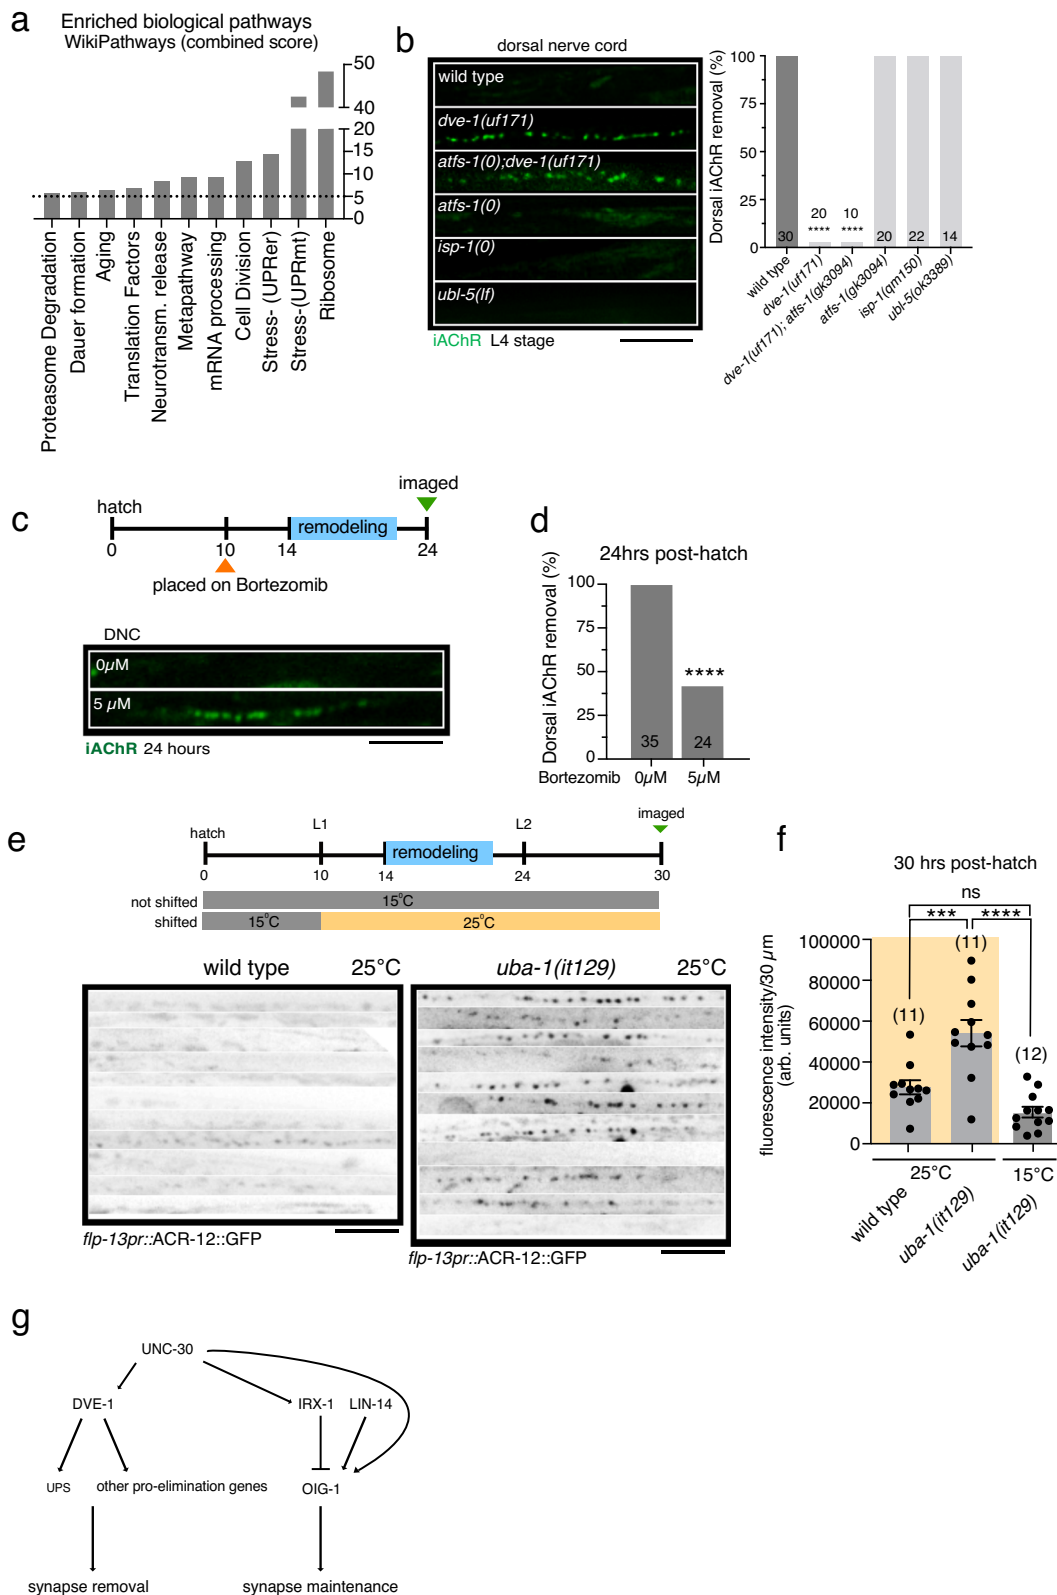 a
Enriched biological pathways
WikiPathways (combined score)
50
40
20
15
10
5
0
Proteasome Degradation
Dauer formation
Aging
Translation Factors
Neurotransm. release
Metapathway
mRNA processing
Cell Division
Stress- (UPRer)
Stress-(UPRmt)
Ribosome
b
dorsal nerve cord
wild type
dve-1(uf171)
atfs-1(0);dve-1(uf171)
atfs-1(0)
isp-1(0)
ubl-5(lf)
iAChR L4 stage
Dorsal iAChR removal (%)
100
75
50
25
0
30
20
****
10
****
20
22
14
wild type
dve-1(uf171)
dve-1(uf171); atfs-1(gk3094)
atfs-1(gk3094)
isp-1(qm150)
ubl-5(ok3389)
c
hatch
imaged
remodeling
0
10
14
24
placed on Bortezomib
DNC
0µM
5 µM
iAChR 24 hours
d
24hrs post-hatch
Dorsal iAChR removal (%)
100
75
50
25
0
****
35
24
Bortezomib 0µM 5µM
e
hatch
L1
L2
imaged
remodeling
0
10
14
24
30
not shifted 15°C
shifted 15°C 25°C
wild type 25°C
uba-1(it129) 25°C
flp-13pr::ACR-12::GFP
flp-13pr::ACR-12::GFP
f
30 hrs post-hatch
ns
*** ****
(11)
(11)
(12)
fluorescence intensity/30 µm
(arb. units)
100000
80000
60000
40000
20000
0
25°C
15°C
wild type
uba-1(it129)
uba-1(it129)
g
UNC-30
DVE-1
IRX-1
LIN-14
UPS
other pro-elimination genes
OIG-1
synapse removal
synapse maintenance